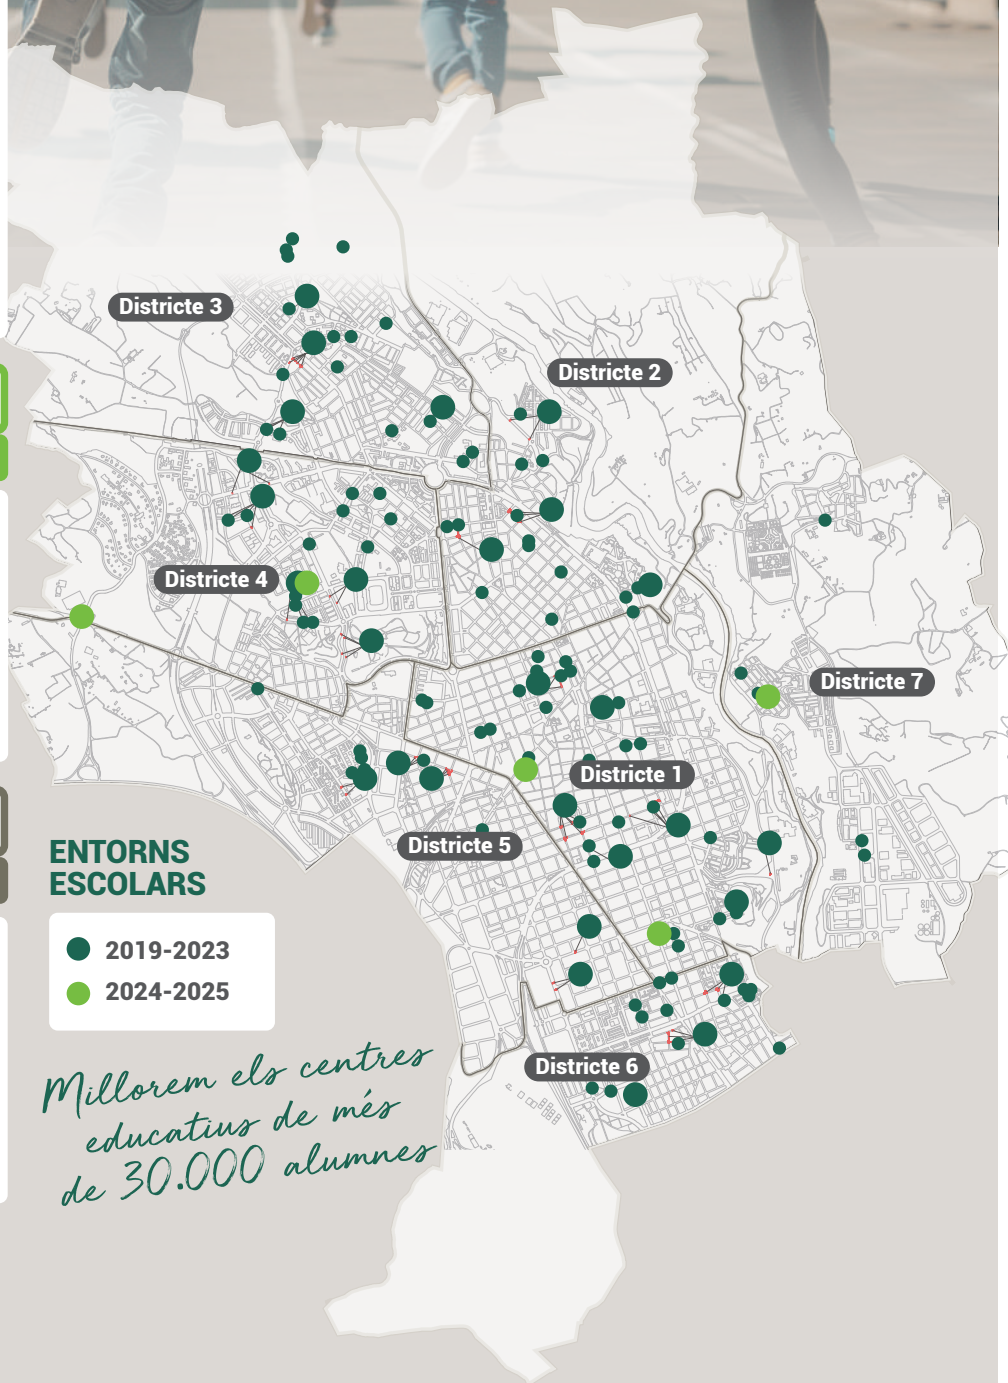 Districte 3
Districte 2
Districte 4
Districte 7
Districte 1
Districte 5
ENTORNS
ESCOLARS
2019-2023
2024-2025
Millorem els centres
educatius de més
de 30.000 alumnes
Districte 6